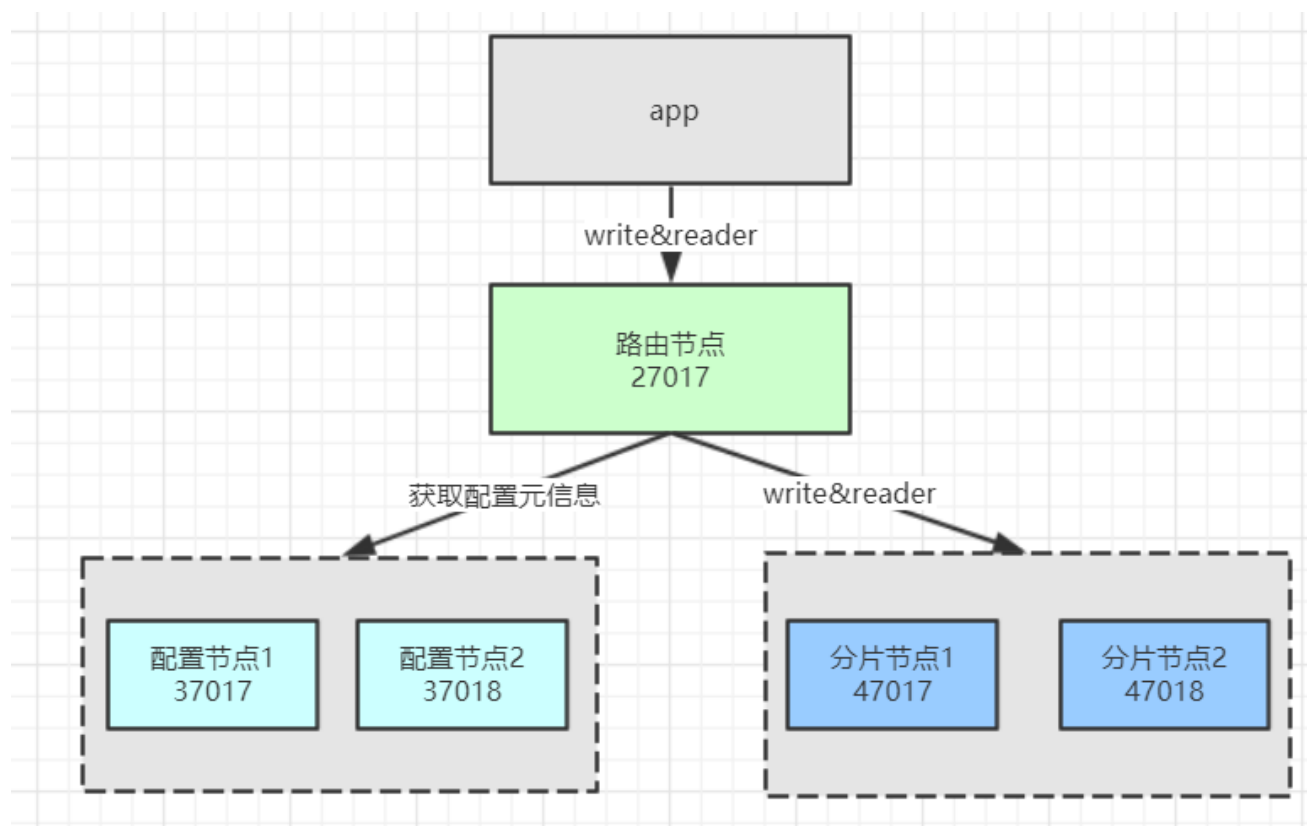 app
write&reader
路由节点
27017
获取配置元信息
write&reader
配置节点1
37017
配置节点2
37018
分片节点1
47017
分片节点2
47018